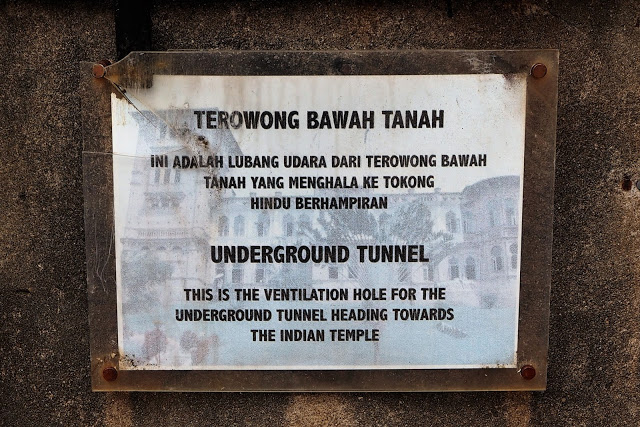 TEROWONG BAWAH TANAH
INI ADALAH LUBANG UDARA DARI TEROWONG BAWAH
TANAH YANG MENGHALA KE TOKONG
HINDU BERHAMPIRAN
UNDERGROUND TUNNEL
THIS IS THE VENTILATION HOLE FOR THE
UNDERGROUND TUNNEL HEADING TOWARDS
THE INDIAN TEMPLE